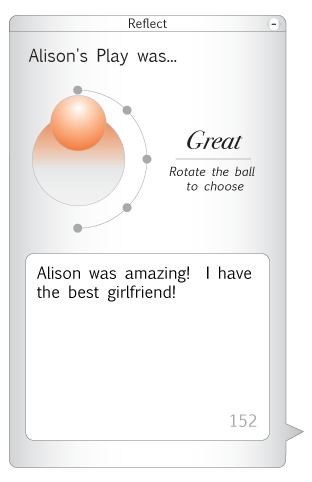 Reflect
Alison's Play was...
Great
Rotate the ball
to choose
Alison was amazing!  I have
the best girlfriend!
152